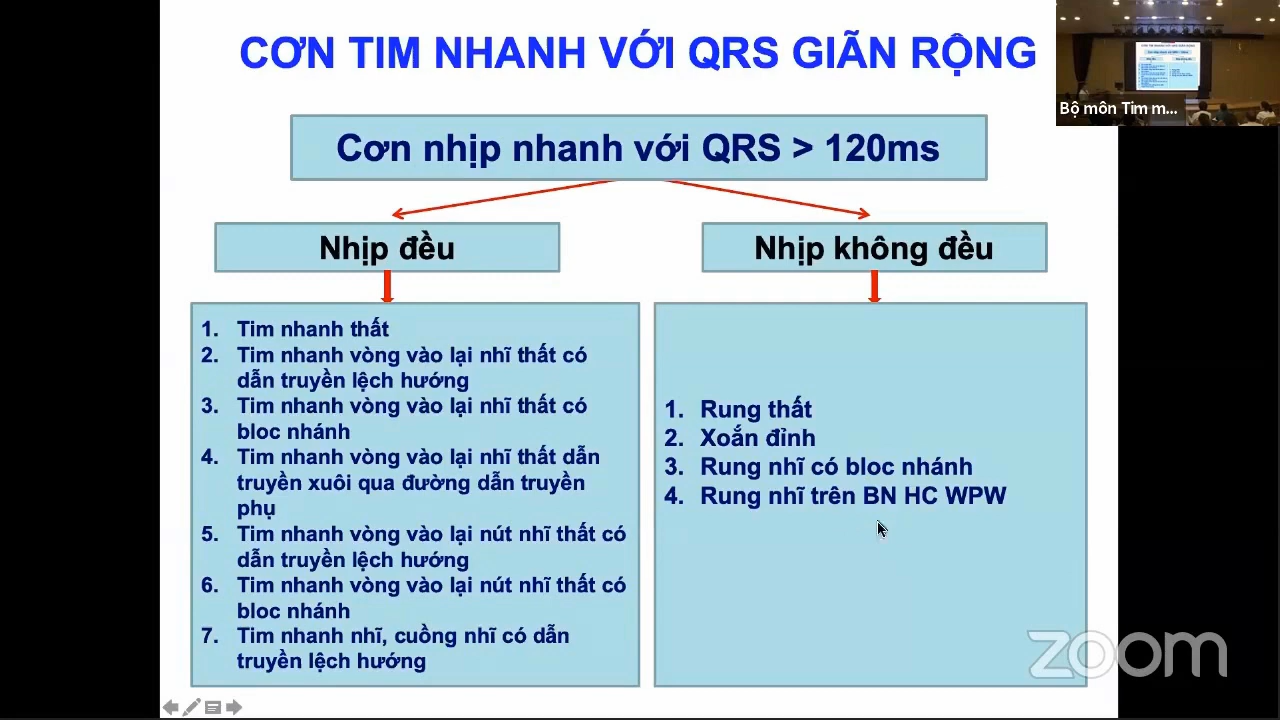 CƠN TIM NHANH VỚI QRS GIÃN RỘNG
Bộ môn Tim m...
Cơn nhịp nhanh với QRS > 120ms
Nhịp đều
Nhịp không đều
1. Tim nhanh thất
2. Tim nhanh vòng vào lại nhĩ thất có
dẫn truyền lệch hướng
3. Tim nhanh vòng vào lại nhĩ thất có
bloc nhánh
4. Tim nhanh vòng vào lại nhĩ thất dẫn
truyền xuôi qua đường dẫn truyền
phụ
5. Tim nhanh vòng vào lại nút nhĩ thất có
dẫn truyền lệch hướng
6. Tim nhanh vòng vào lại nút nhĩ thất có
bloc nhánh
7. Tim nhanh nhĩ, cuồng nhĩ có dẫn
truyền lệch hướng
1. Rung thất
2. Xoắn đỉnh
3. Rung nhĩ có bloc nhánh
4. Rung nhĩ trên BN HC WPW
zoom